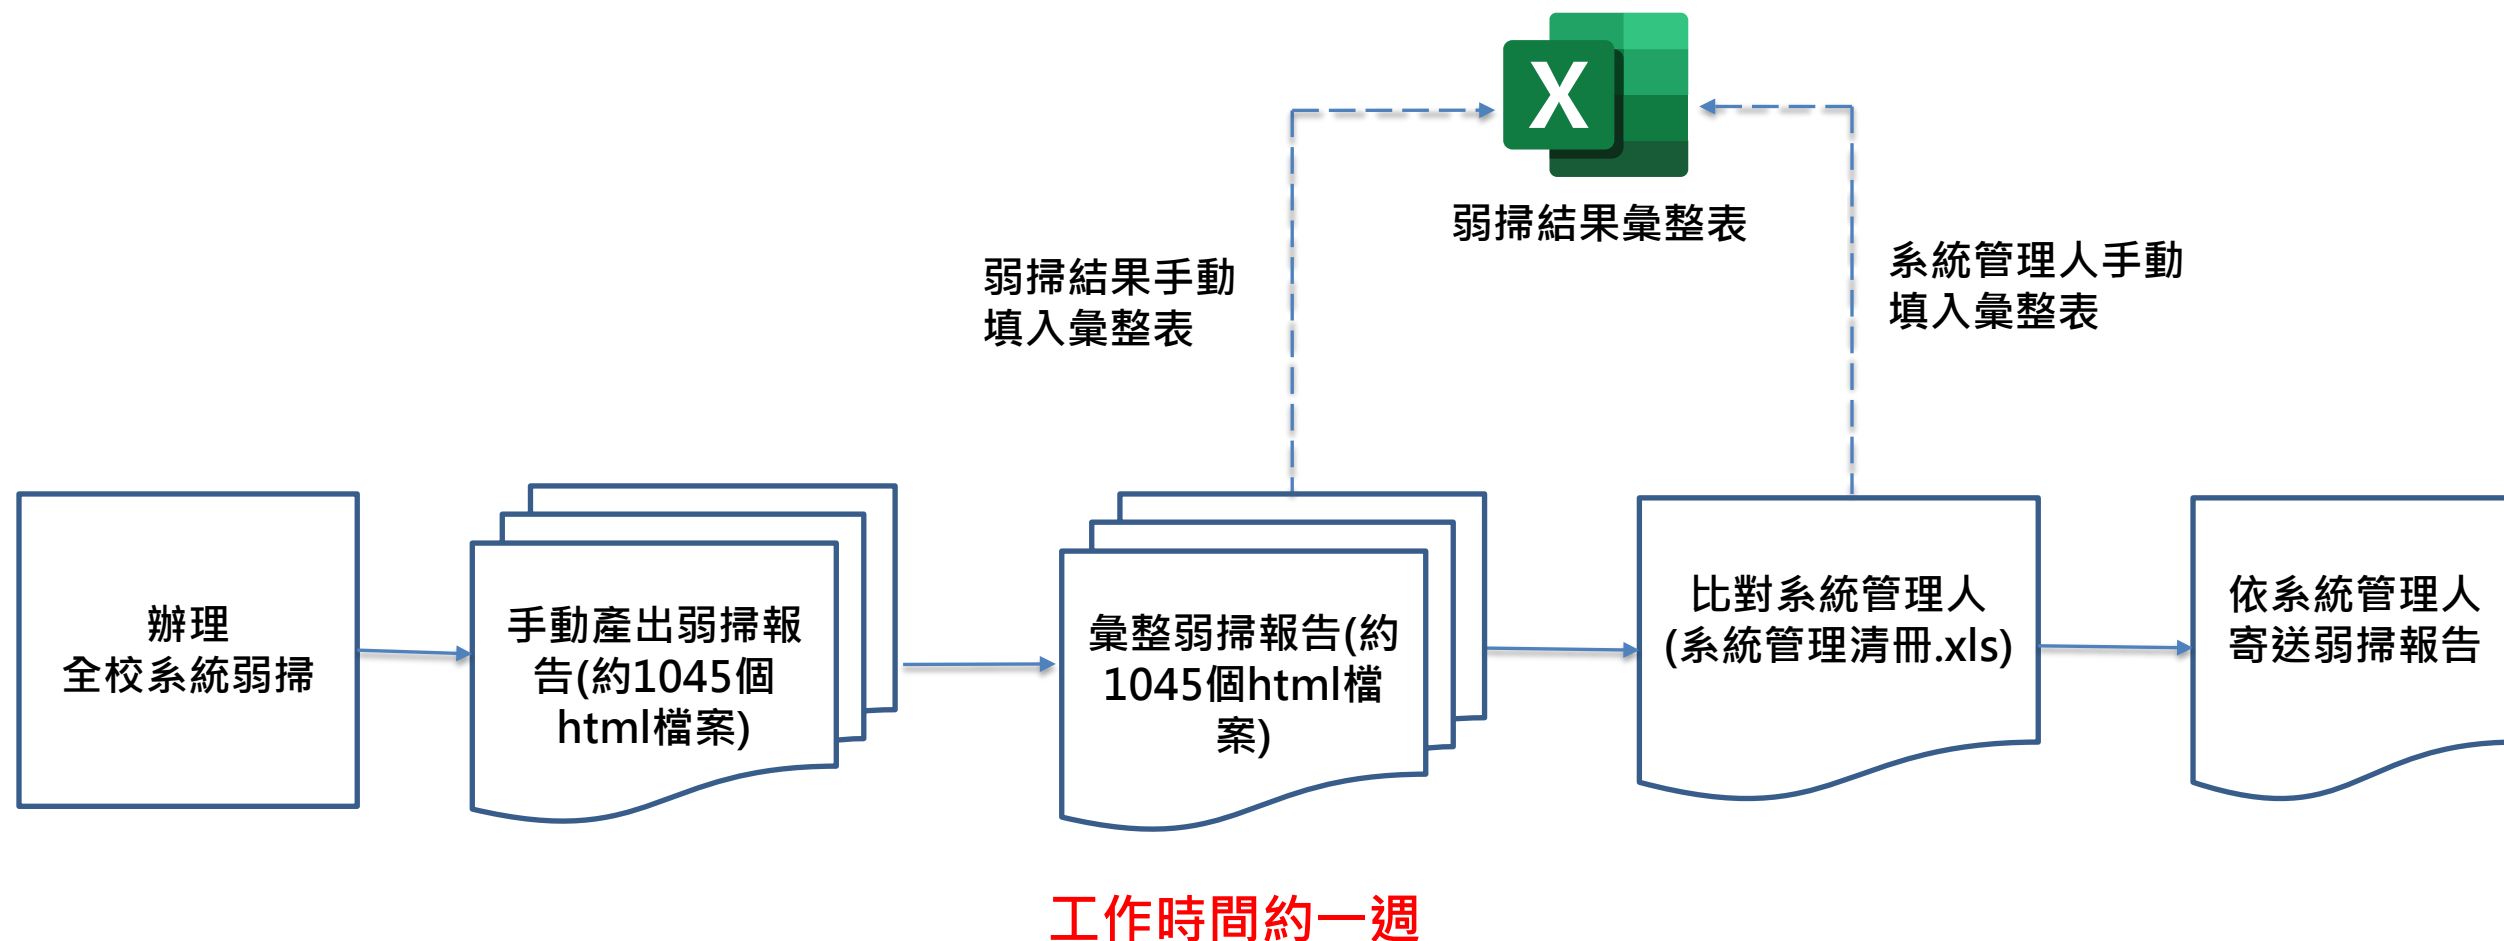 X
弱掃結果彙整表
弱掃結果手動
填入彙整表
系統管理人手動
填入彙整表
辦理
全校系統弱掃
手動產出弱掃報
告(約1045個
html檔案)
彙整弱掃報告(約
1045個html檔
案)
比對系統管理人
(系統管理清冊.xls)
依系統管理人
寄送弱掃報告
工作時間約一週